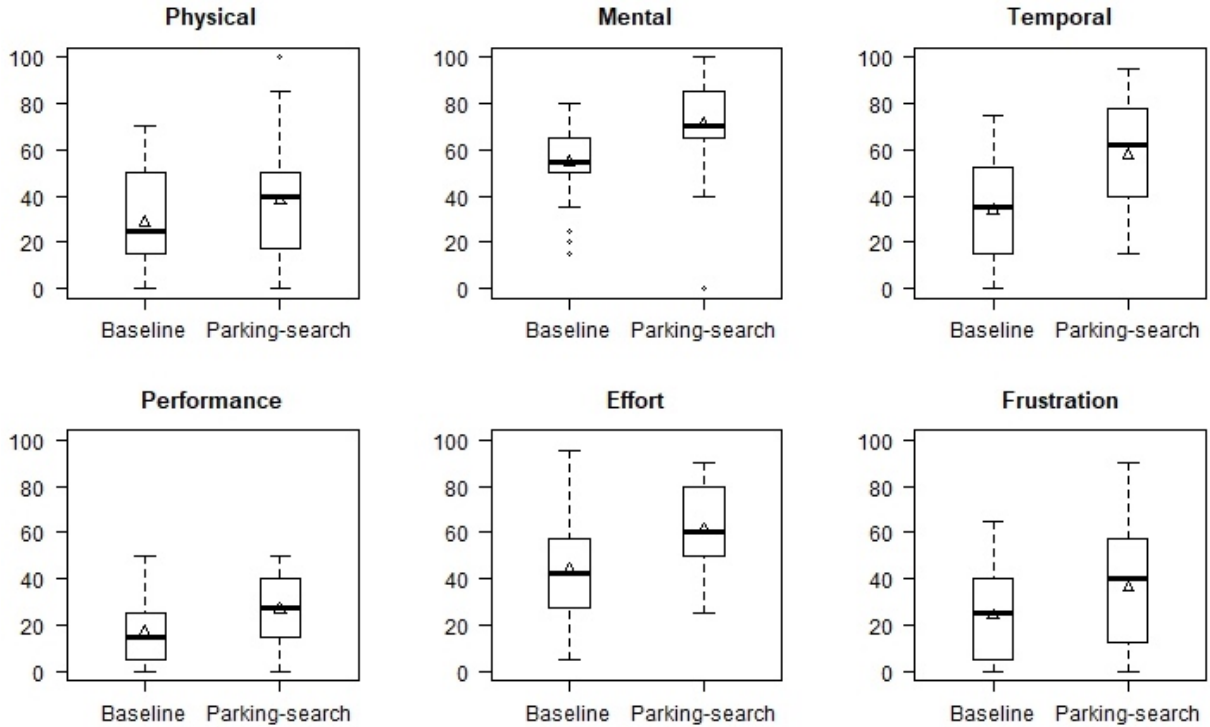 Physical
Mental
Temporal
100
80
60
40
20
0
Baseline
Parking-search
100
80
60
40
20
0
Baseline
Parking-search
100
80
60
40
20
0
Baseline
Parking-search
Performance
Effort
Frustration
100
80
60
40
20
0
Baseline
Parking-search
100
80
60
40
20
0
Baseline
Parking-search
100
80
60
40
20
0
Baseline
Parking-search